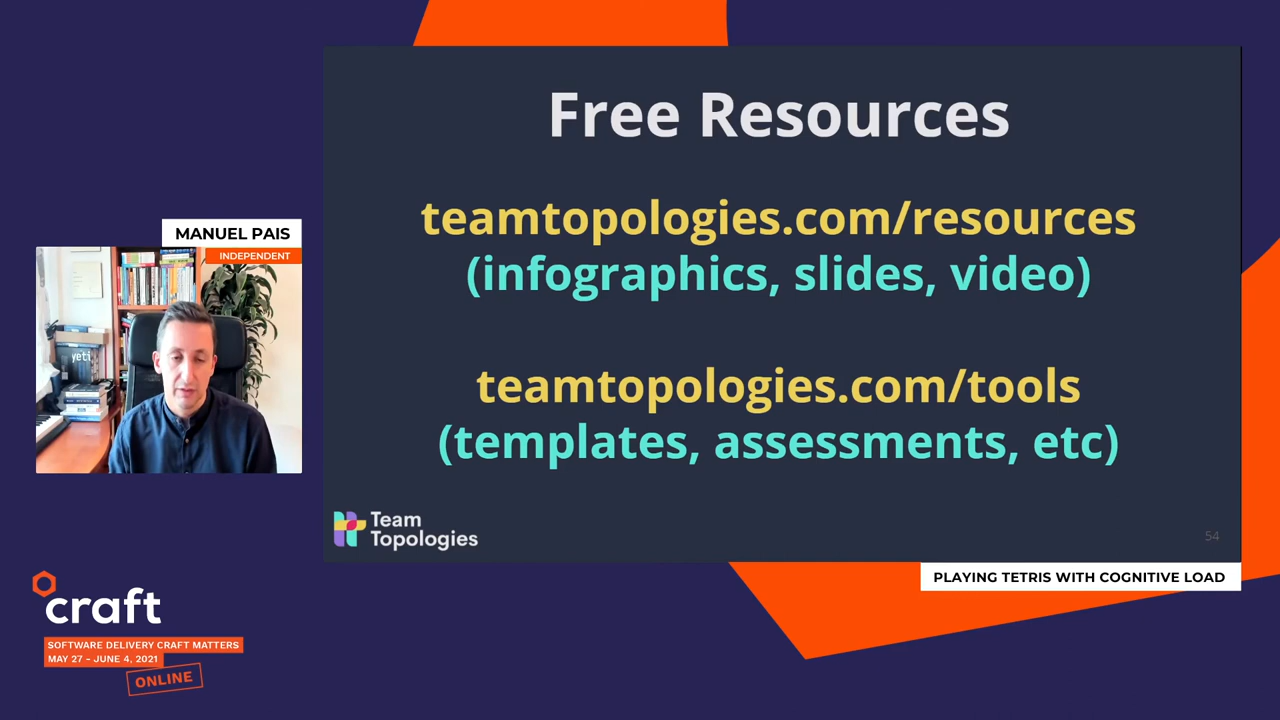 Free Resources
teamtopologies.com/resources
(infographics, slides, video)
teamtopologies.com/tools
(templates, assessments, etc)
Team
Topologies
54
MANUEL PAIS
INDEPENDENT
yeti
PLAYING TETRIS WITH COGNITIVE LOAD
craft
SOFTWARE DELIVERY CRAFT MATTERS
MAY 27 - JUNE 4, 2021
ONLINE